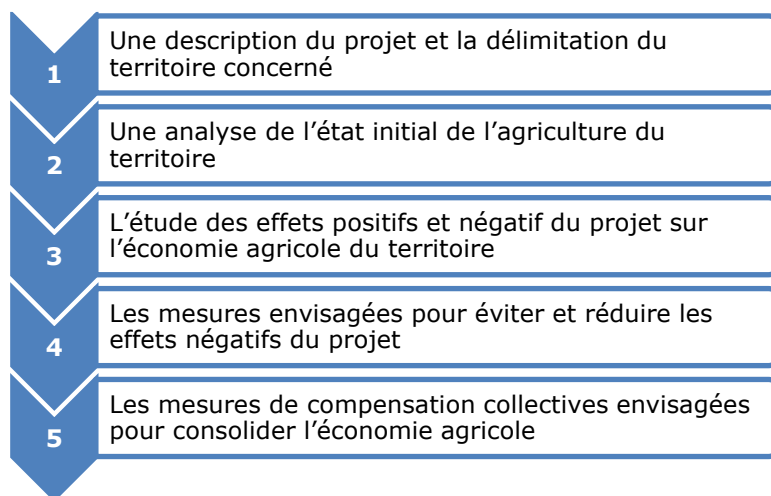 1
Une description du projet et la délimitation du
territoire concerné
2
Une analyse de l’état initial de l’agriculture du
territoire
3
L’étude des effets positifs et négatif du projet sur
l’économie agricole du territoire
4
Les mesures envisagées pour éviter et réduire les
effets négatifs du projet
5
Les mesures de compensation collectives envisagées
pour consolider l’économie agricole